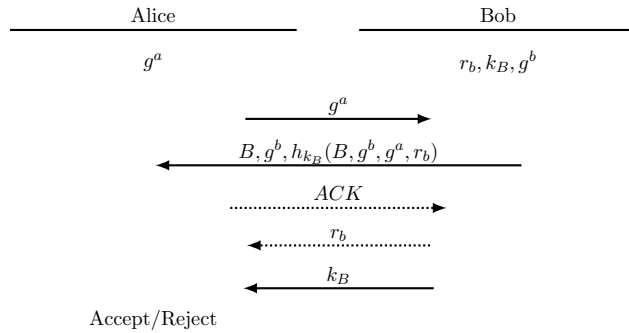 Alice Bob
g^a r_b, k_B, g^b
g^a
B, g^b, h_{k_B}(B, g^b, g^a, r_b)
ACK
r_b
k_B
Accept/Reject